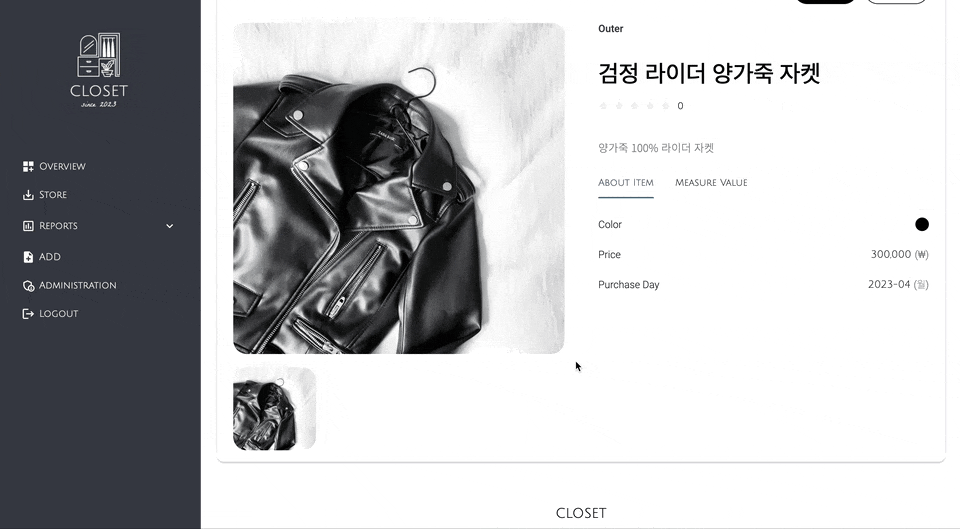 CLOSET
since 2023
OVERVIEW
STORE
REPORTS
ADD
ADMINISTRATION
LOGOUT
Outer
검정 라이더 양가죽 자켓
0
양가죽 100% 라이더 자켓
ABOUT ITEM
MEASURE VALUE
Color
Price 300,000 (₩)
Purchase Day 2023-04 (월)
CLOSET